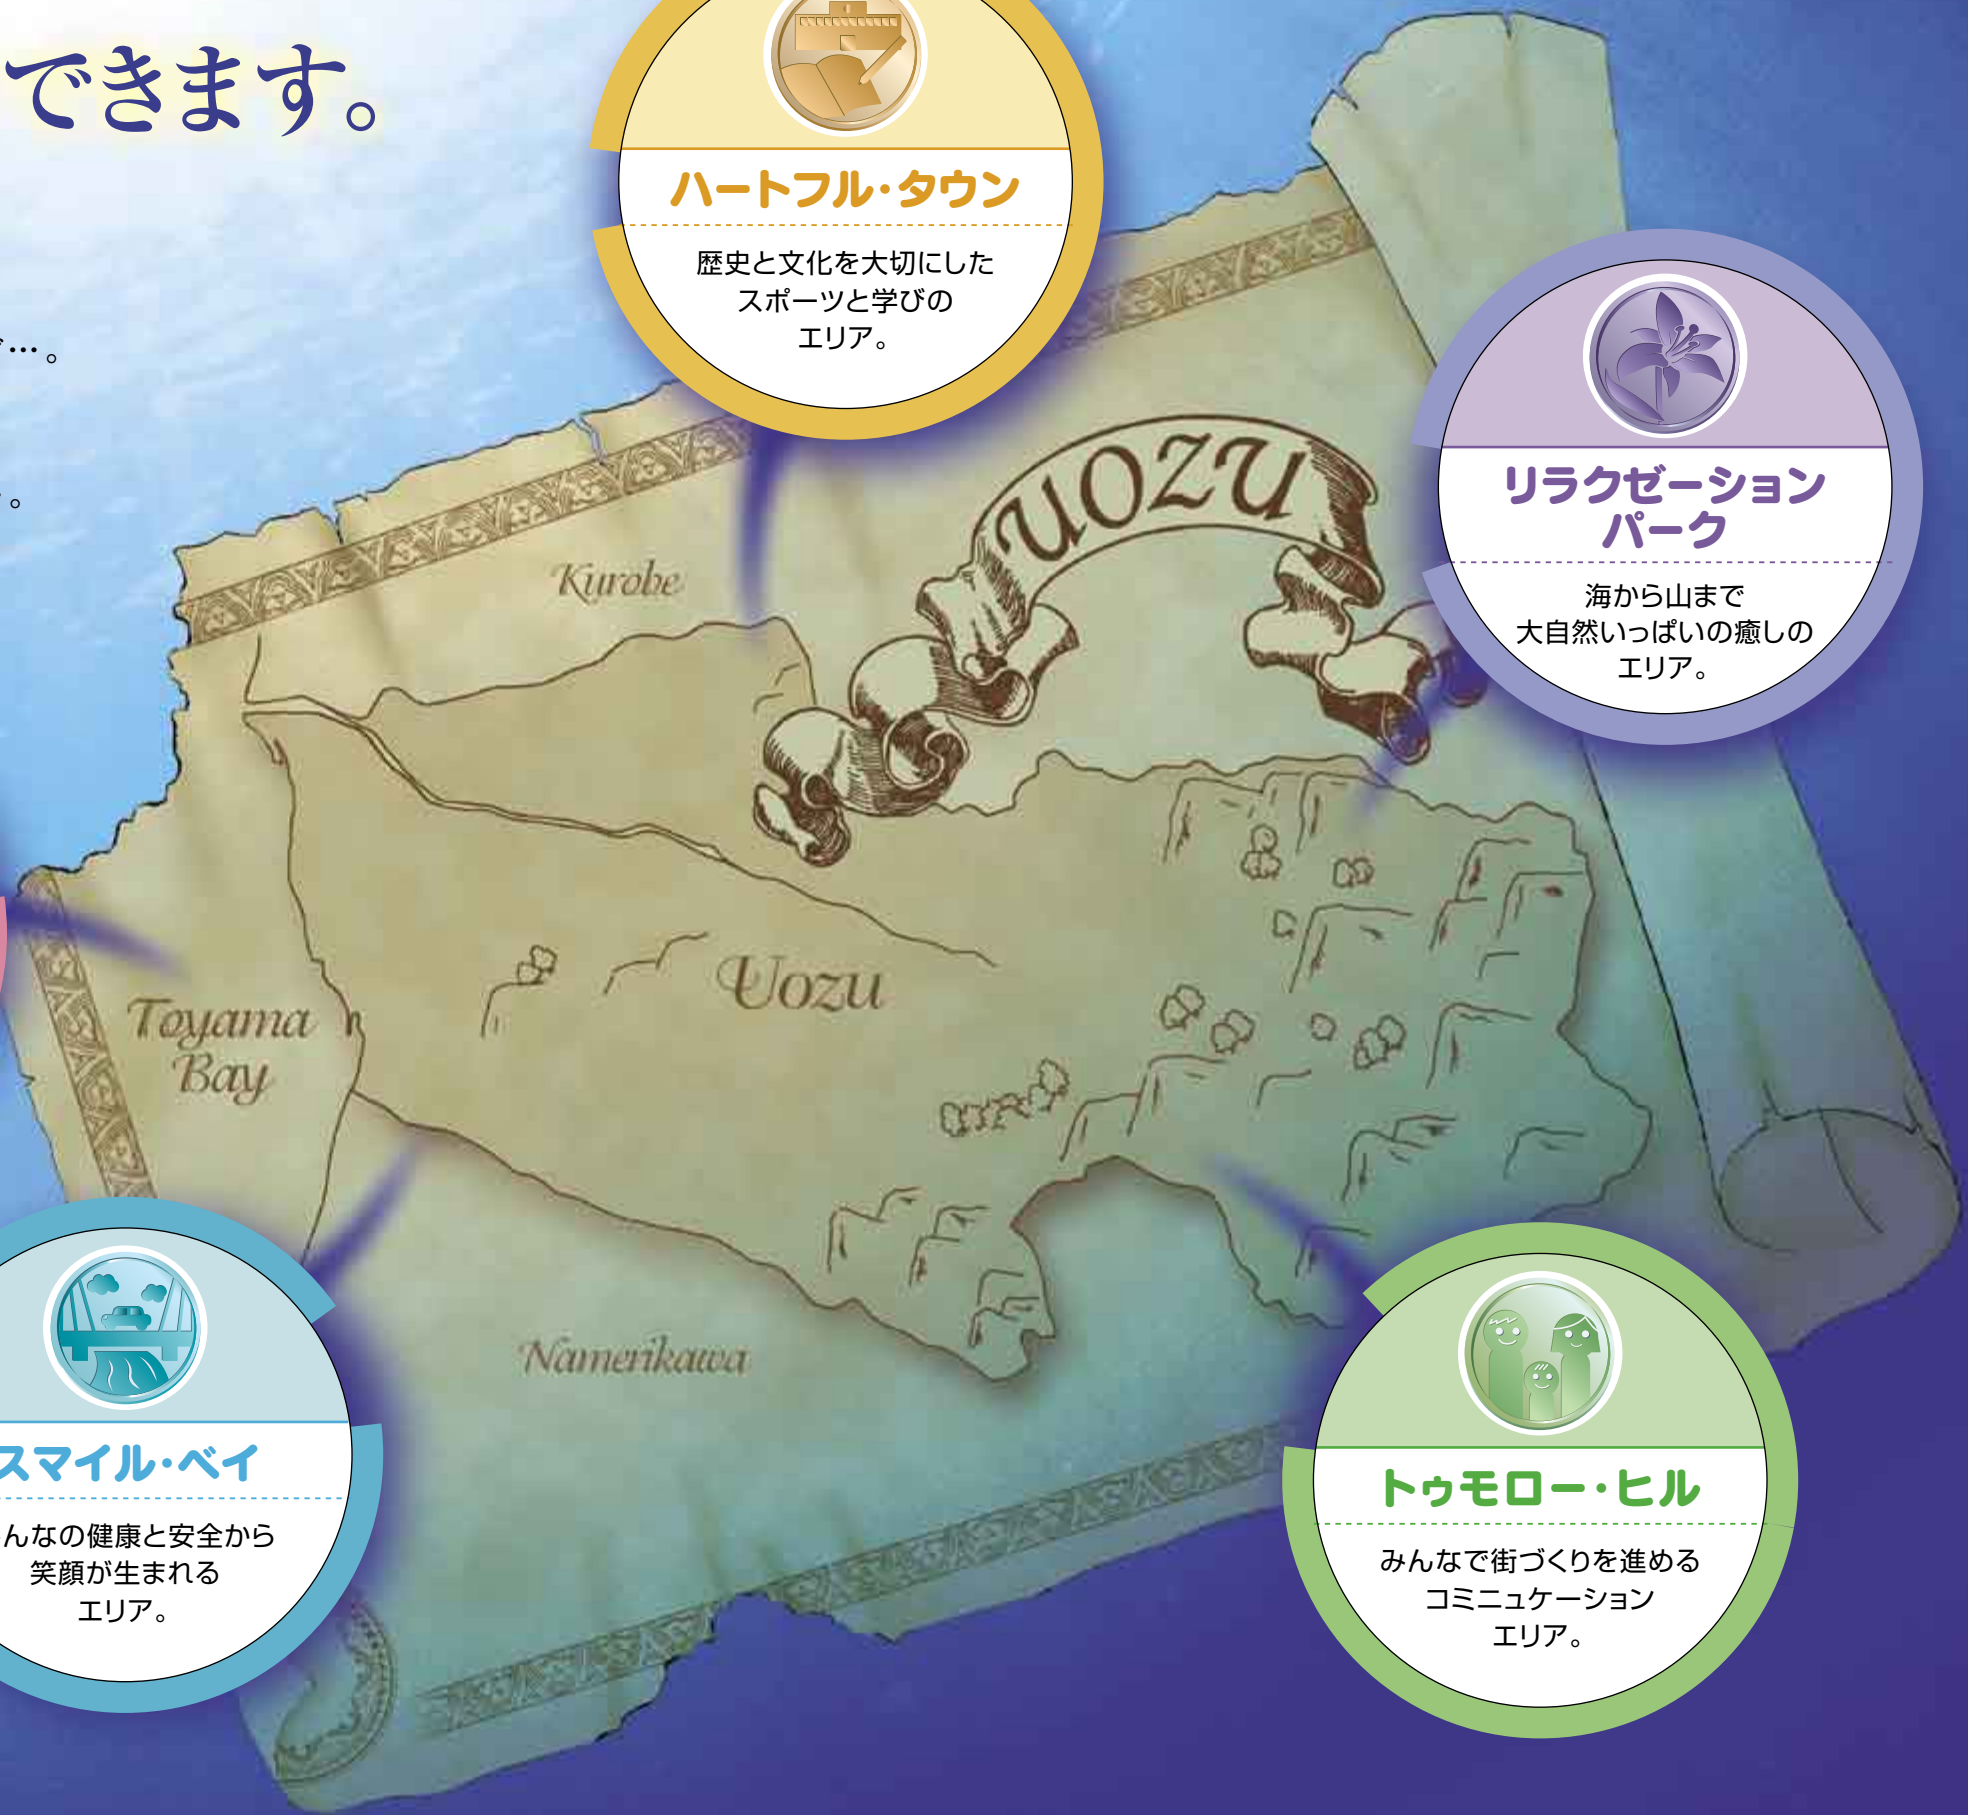 できます。
…。
。
ハートフル・タウン
歴史と文化を大切にした
スポーツと学びの
エリア。
リラクゼーション
パーク
海から山まで
大自然いっぱいの癒しの
エリア。
UOZU
Kurobe
Uozu
Toyama
Bay
Namerikawa
スマイル・ベイ
んなの健康と安全から
笑顔が生まれる
エリア。
トゥモロー・ヒル
みんなで街づくりを進める
コミニュケーション
エリア。